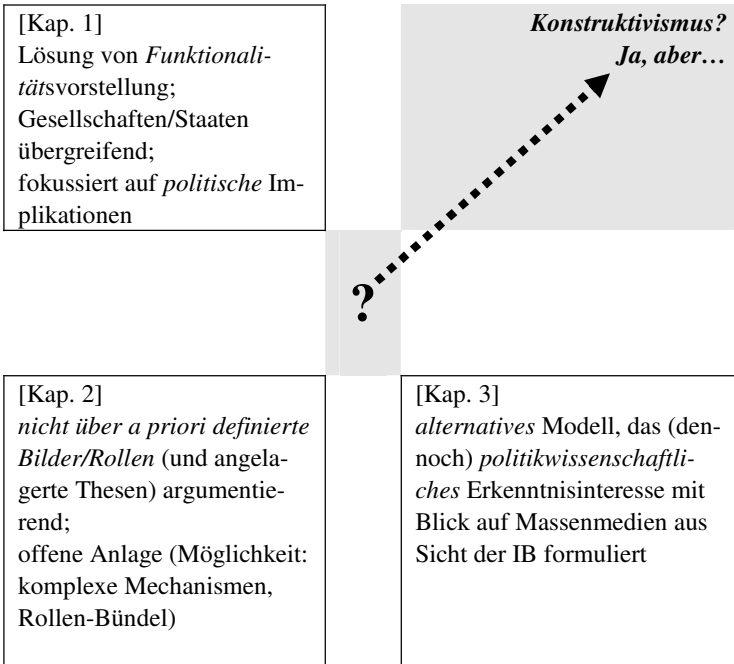 [Kap. 1]
Lösung von Funktionali-
tätsvorstellung;
Gesellschaften/Staaten
übergreifend;
fokussiert auf politische Im-
plikationen
Konstruktivismus?
Ja, aber…
?
[Kap. 2]
nicht über a priori definierte
Bilder/Rollen (und angela-
gerte Thesen) argumentie-
rend;
offene Anlage (Möglichkeit:
komplexe Mechanismen,
Rollen-Bündel)
[Kap. 3]
alternatives Modell, das (den-
noch) politikwissenschaftli-
ches Erkenntnisinteresse mit
Blick auf Massenmedien aus
Sicht der IB formuliert